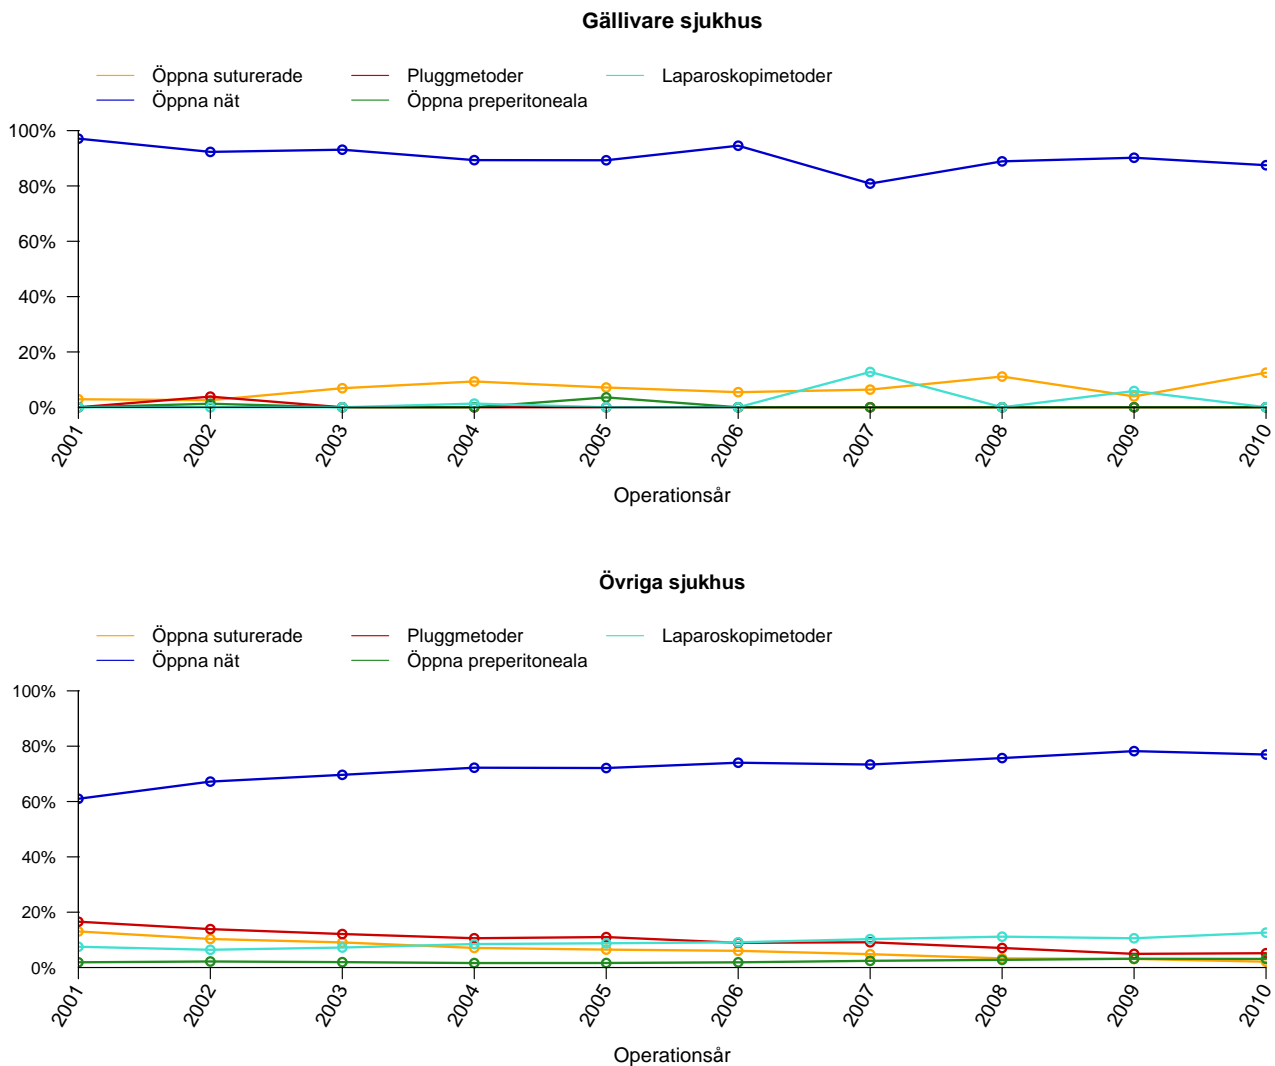 Gällivare sjukhus
Öppna suturerade Pluggmetoder Laparoskopimetoder
Öppna nät Öppna preperitoneala
100%
80%
60%
40%
20%
0%
2001 2002 2003 2004 2005 2006 2007 2008 2009 2010
Operationsår
Övriga sjukhus
Öppna suturerade Pluggmetoder Laparoskopimetoder
Öppna nät Öppna preperitoneala
100%
80%
60%
40%
20%
0%
2001 2002 2003 2004 2005 2006 2007 2008 2009 2010
Operationsår